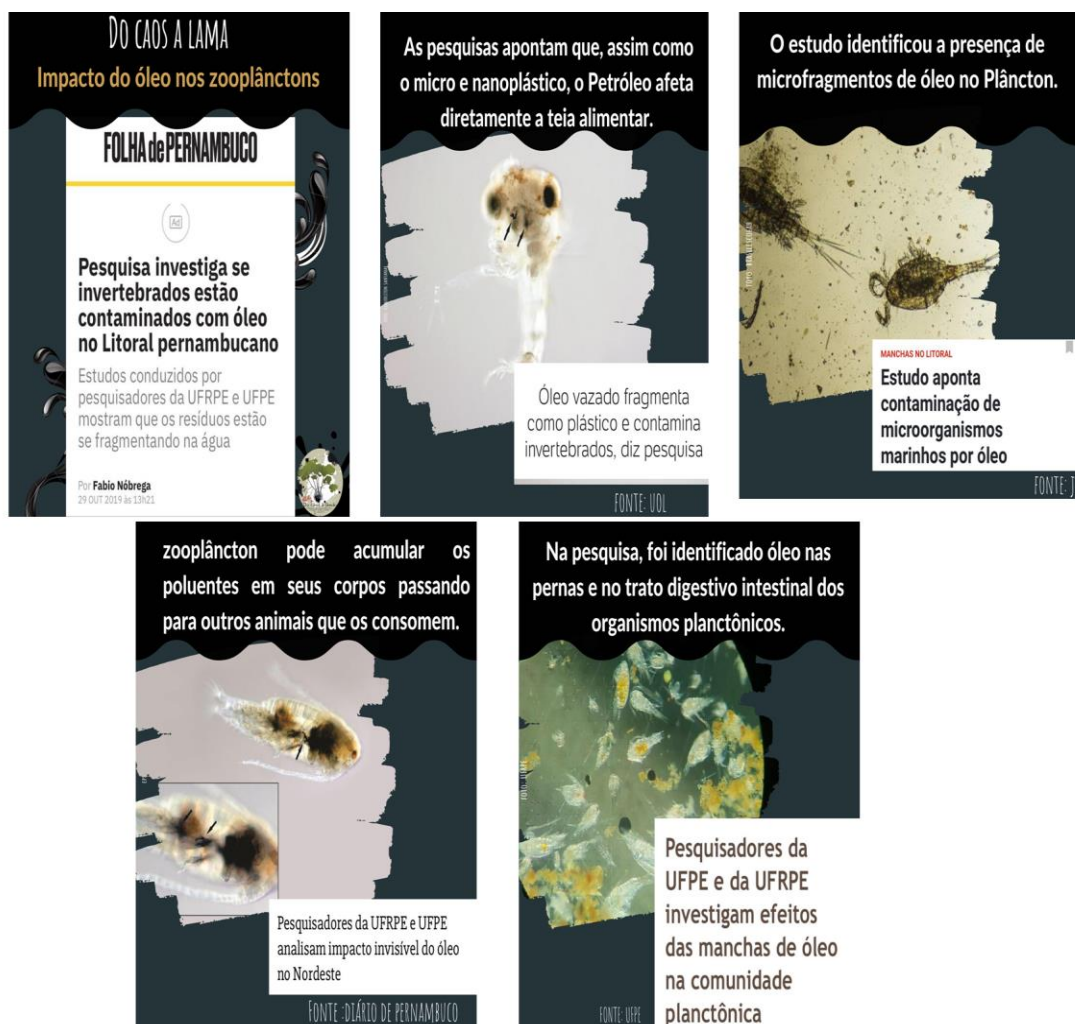 DO CAOS A LAMA
Impacto do óleo nos zooplânctons
FOLHA de PERNAMBUCO
Ad
Pesquisa investiga se
invertebrados estão
contaminados com óleo
no Litoral pernambucano
Estudos conduzidos por
pesquisadores da UFRPE e UFPE
mostram que os resíduos estão
se fragmentando na água
Por Fabio Nóbrega
29 OUT 2019 às 13h21
As pesquisas apontam que, assim como
o micro e nanoplástico, o Petróleo afeta
diretamente a teia alimentar.
Óleo vazado fragmenta
como plástico e contamina
invertebrados, diz pesquisa
FONTE: UOL
O estudo identificou a presença de
microfragmentos de óleo no Plâncton.
MANCHAS NO LITORAL
Estudo aponta
contaminação de
microorganismos
marinhos por óleo
FONTE: J
zooplâncton pode acumular os
poluentes em seus corpos passando
para outros animais que os consomem.
Pesquisadores da UFRPE e UFPE
analisam impacto invisível do óleo
no Nordeste
FONTE :DIÁRIO DE PERNAMBUCO
Na pesquisa, foi identificado óleo nas
pernas e no trato digestivo intestinal dos
organismos planctônicos.
Pesquisadores da
UFPE e da UFRPE
investigam efeitos
das manchas de óleo
na comunidade
planctônica
FONTE: UFPE